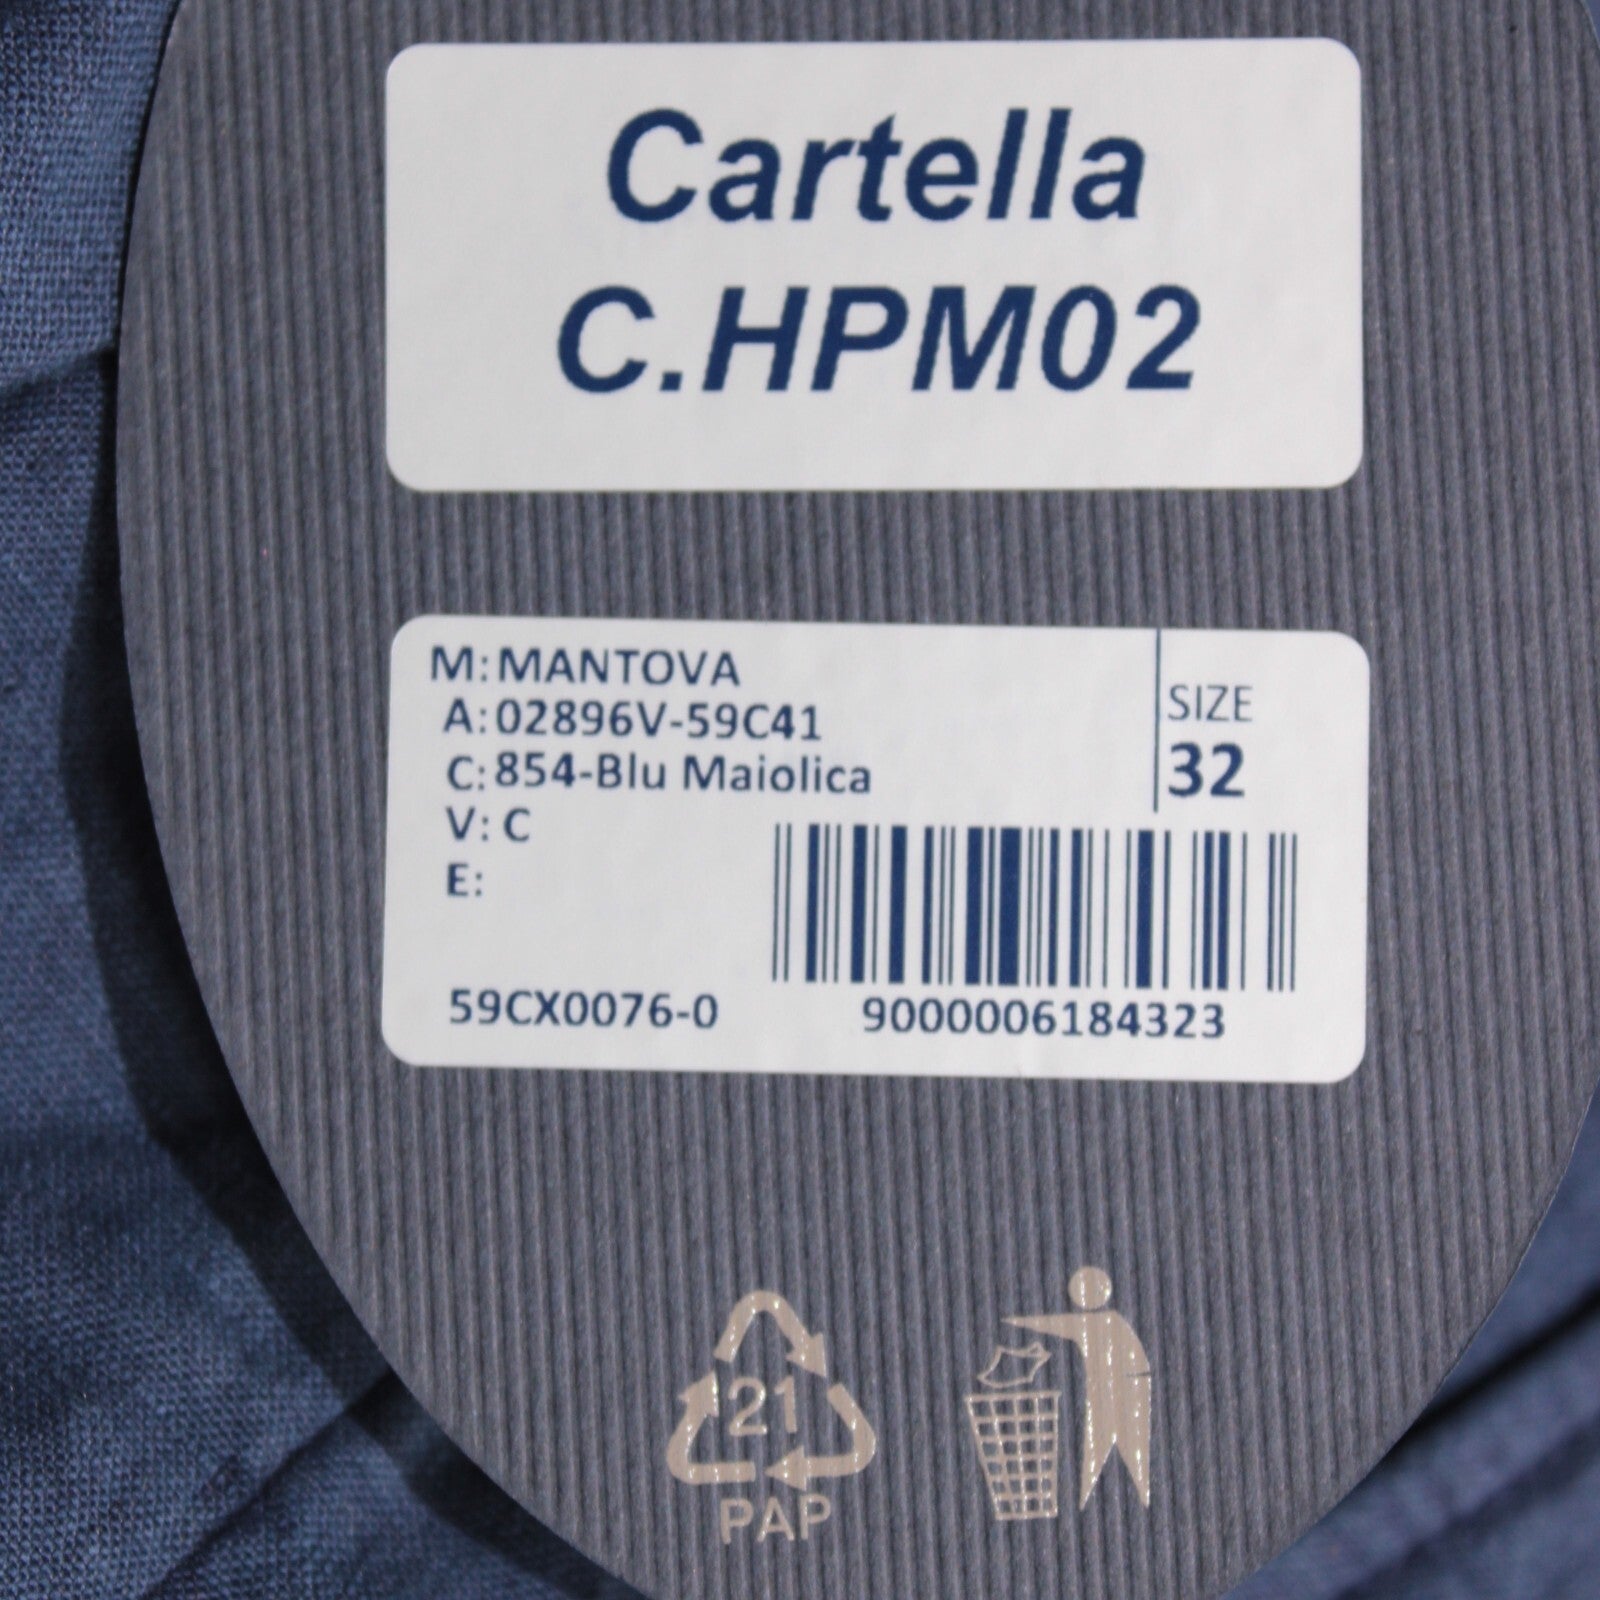 Cartella
C.HPM02
M: MANTOVA
A: 02896V-59C41
C: 854-Blu Maiolica
V: C
E:
SIZE
32
59CX0076-0
9000006184323
21
PAP